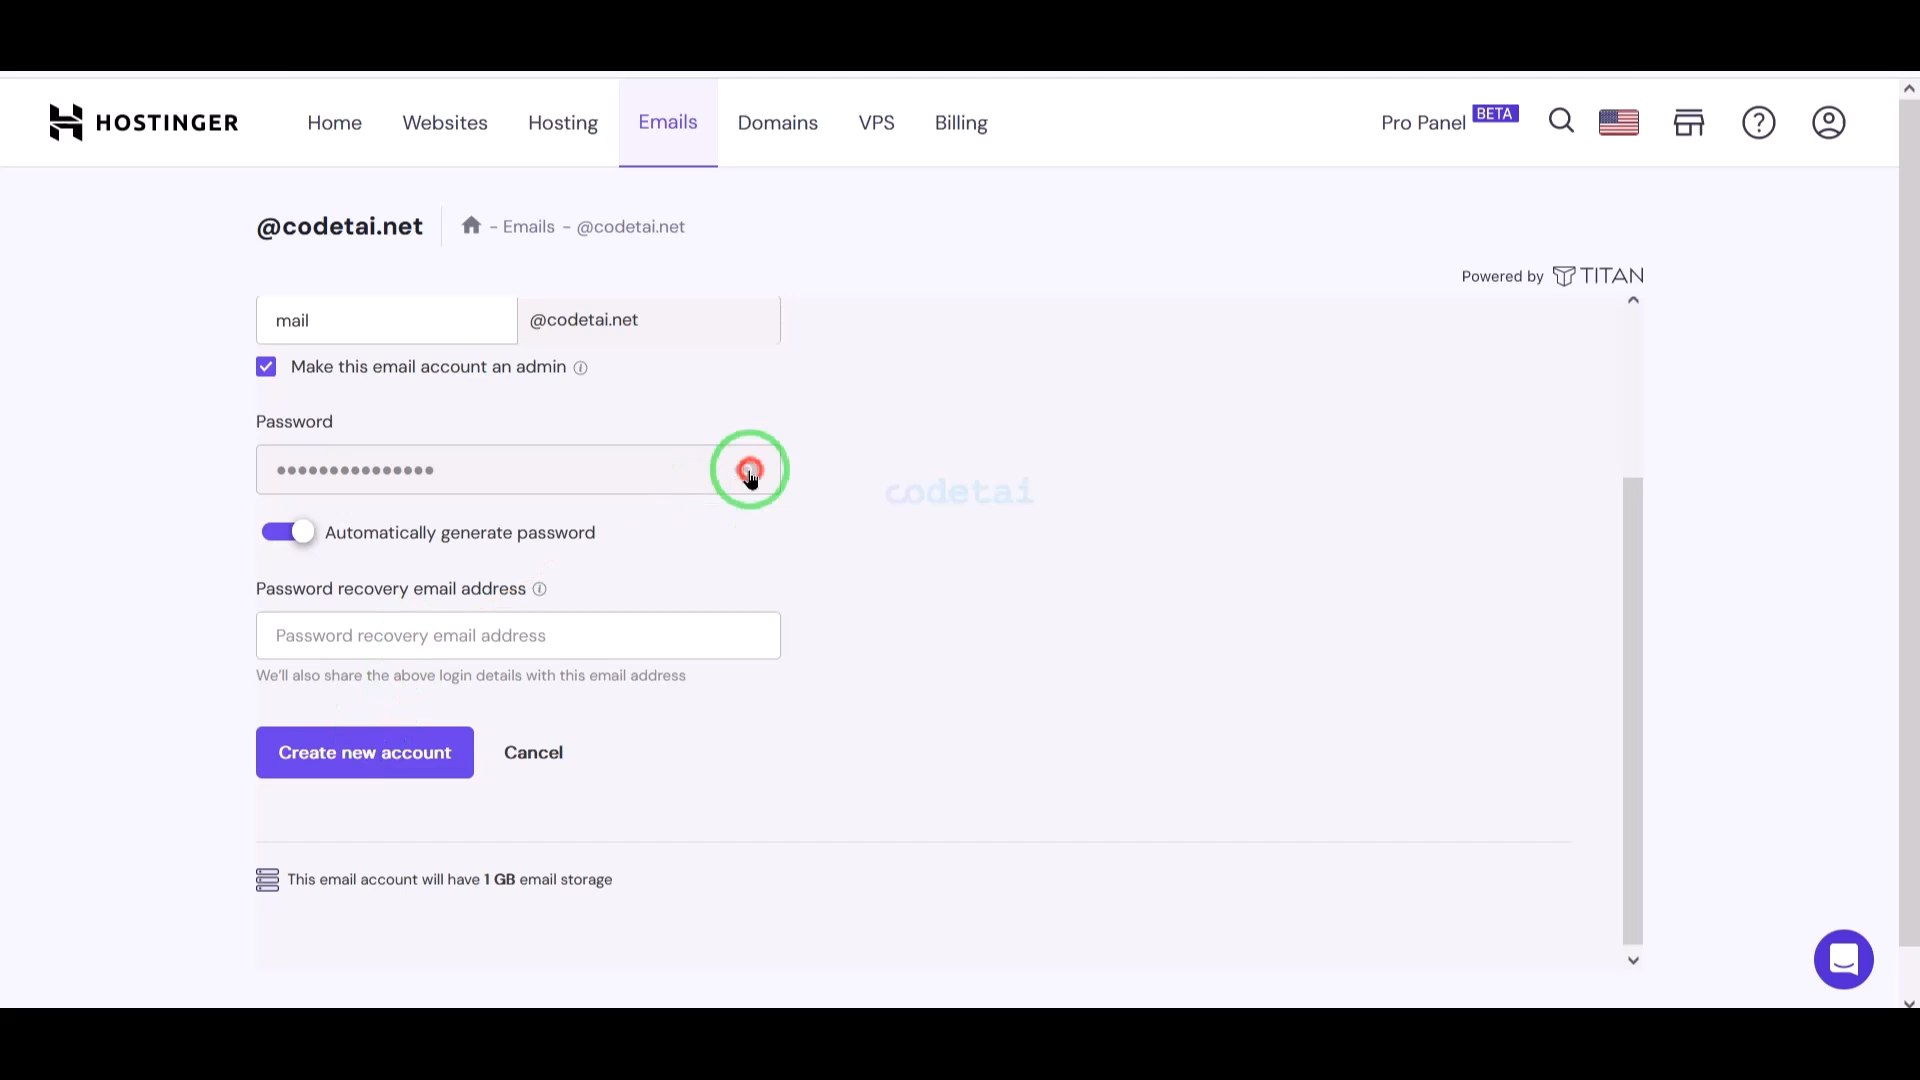 HOSTINGER Home Websites Hosting Emails Domains VPS Billing Pro Panel BETA
@codetai.net - Emails - @codetai.net
Powered by TITAN
mail @codetai.net
Make this email account an admin
Password
codetai
Automatically generate password
Password recovery email address
Password recovery email address
We'll also share the above login details with this email address
Create new account Cancel
This email account will have 1 GB email storage